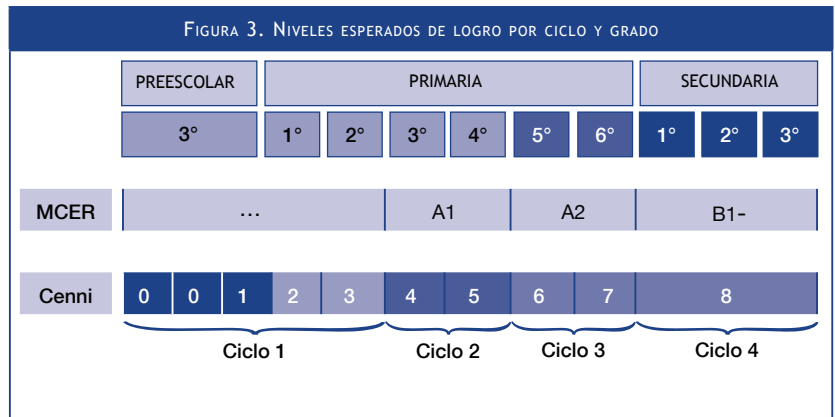 FIGURA 3. NIVELES ESPERADOS DE LOGRO POR CICLO Y GRADO
PREESCOLAR PRIMARIA SECUNDARIA
3° 1° 2° 3° 4° 5° 6° 1° 2° 3°
MCER ... A1 A2 B1-
Cenni 0 0 1 2 3 4 5 6 7 8
Ciclo 1 Ciclo 2 Ciclo 3 Ciclo 4